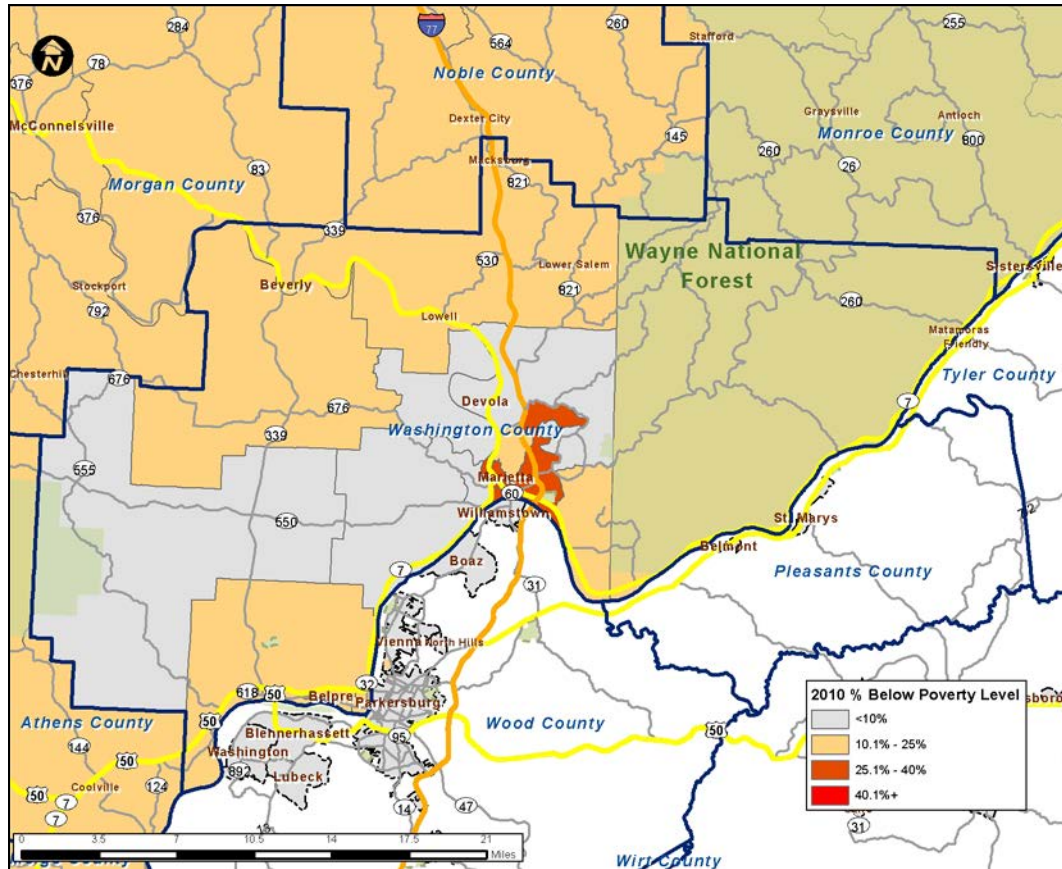 284
77
564
260
255
Stafford
N
78
Noble County
376
Graysville
Antioch
Dexter City
McConnelsville
145
Monroe County
800
260
26
Macksburg
83
821
Morgan County
376
339
Wayne National
Forest
530
Lower Salem
Sistersville
Beverly
821
Stockport
260
792
Lowell
Matamoras
Friendly
Chesterhill
676
Tyler County
7
Devola
676
Washington County
339
555
Marietta
60
550
Williamstown
St. Marys
Belmont
Boaz
7
Pleasants County
31
Vienna
North Hills
32
618
50
Belpre
Parkersburg
2010 % Below Poverty Level
<10%
10.1% - 25%
25.1% - 40%
40.1%+
Athens County
50
Wood County
50
Blennerhassett
95
144
Washington
50
892
Lubeck
Coolville
124
50
7
7
14
47
31
0 3.5 7 10.5 14 17.5 21
Miles
Wirt County